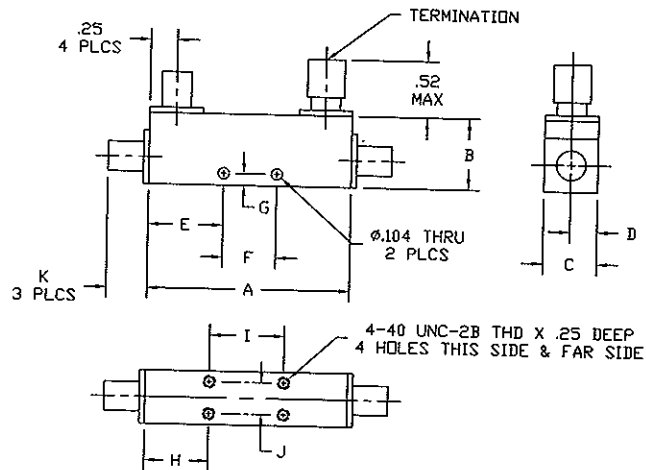 TERMINATION
.25
4 PLCS
.52
MAX
B
G
E
F
Ø.104 THRU
2 PLCS
D
C
K
3 PLCS
A
I
4-40 UNC-2B THD X .25 DEEP
4 HOLES THIS SIDE & FAR SIDE
H
J